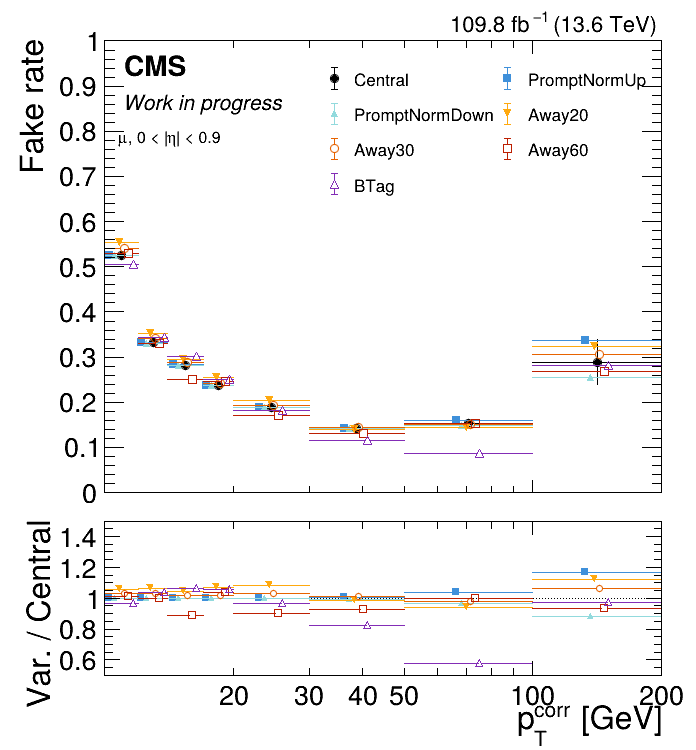 109.8 fb⁻¹ (13.6 TeV)
CMS
Work in progress
μ, 0 < |η| < 0.9
Central
PromptNormUp
PromptNormDown
Away20
Away30
Away60
BTag
Fake rate
1
0.9
0.8
0.7
0.6
0.5
0.4
0.3
0.2
0.1
0
Var. / Central
1.4
1.2
1.0
0.8
0.6
20
30
40
50
100
200
p_T^corr [GeV]